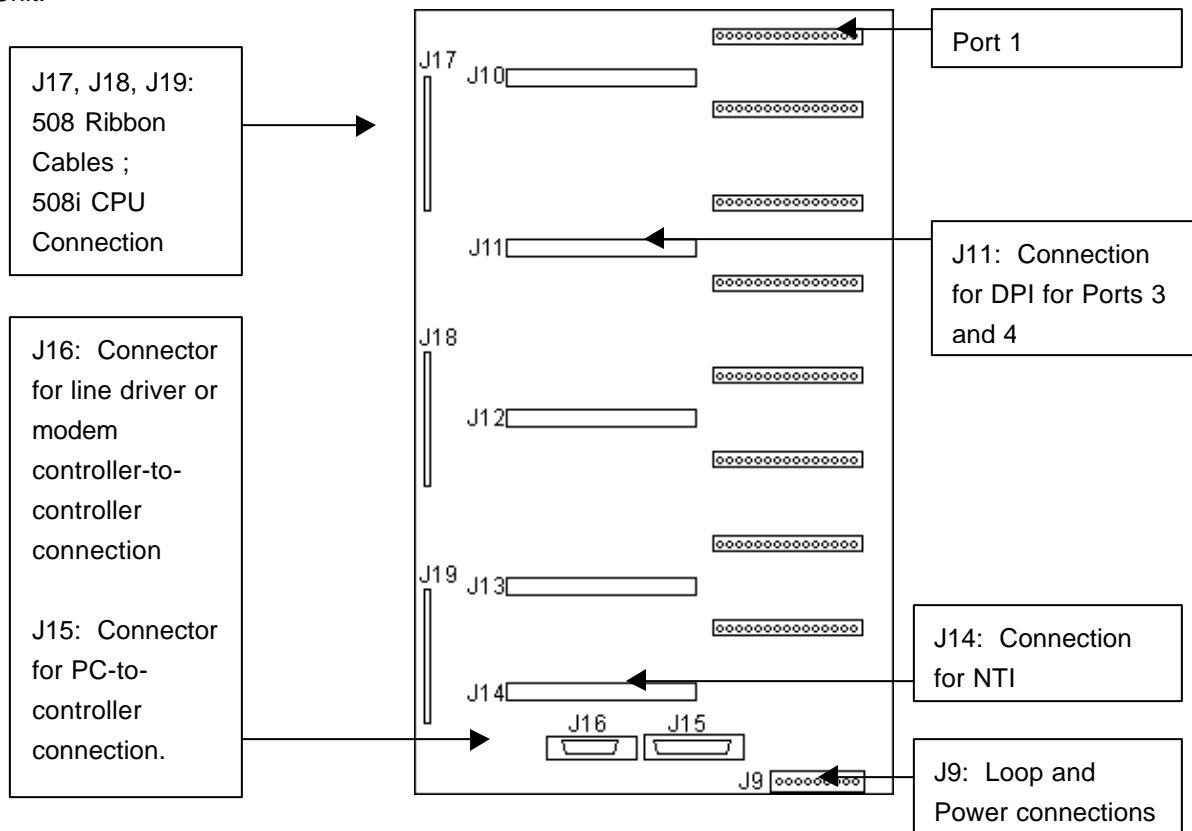 J17, J18, J19:
508 Ribbon
Cables ;
508i CPU
Connection
J16: Connector
for line driver or
modem
controller-to-
controller
connection
J15: Connector
for PC-to-
controller
connection.
J17
J10
J11
J18
J12
J19
J13
J14
J16
J15
J9
Port 1
J11: Connection
for DPI for Ports 3
and 4
J14: Connection
for NTI
J9: Loop and
Power connections